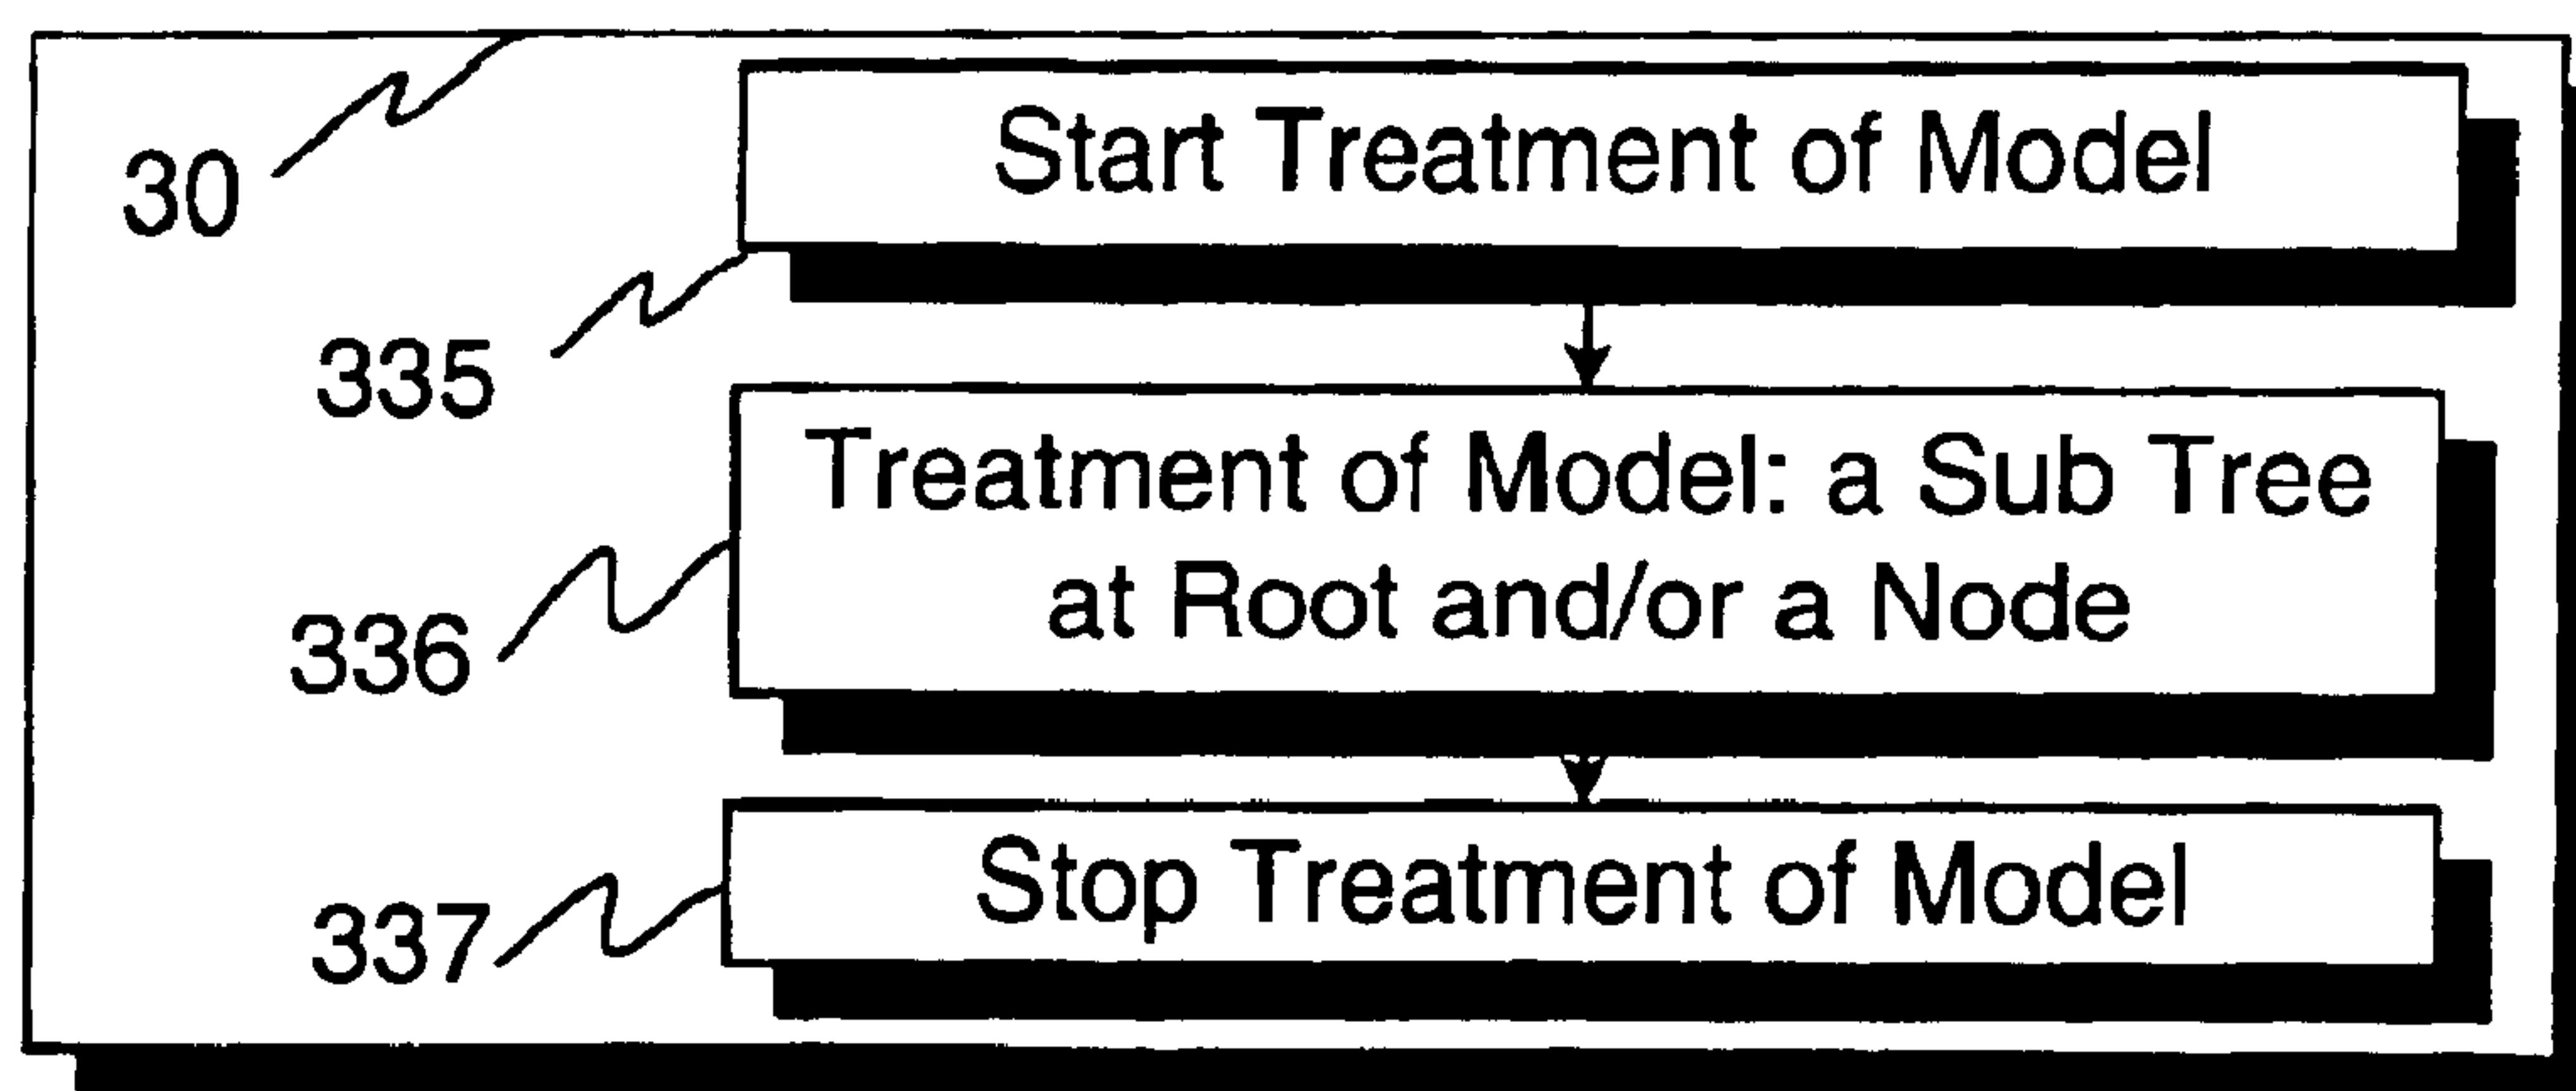 30
Start Treatment of Model
335
Treatment of Model: a Sub Tree
at Root and/or a Node
336
Stop Treatment of Model
337